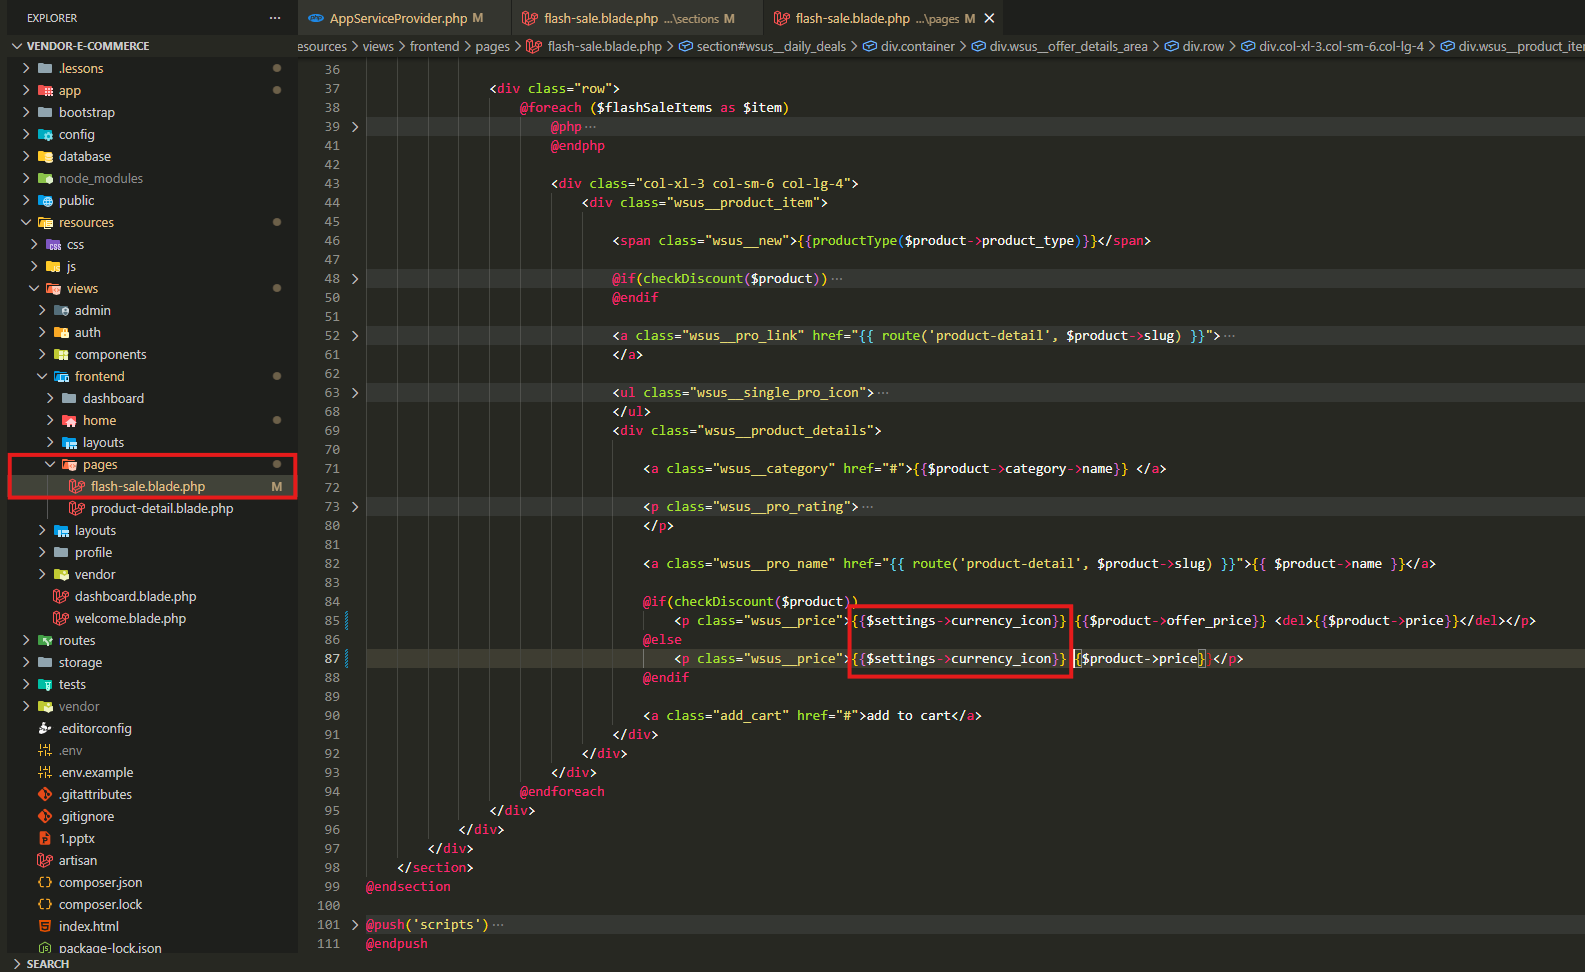 EXPLORER ···
AppServiceProvider.php M
flash-sale.blade.php ...\sections M
flash-sale.blade.php ...\pages M
VENDOR-E-COMMERCE
esources > views > frontend > pages > flash-sale.blade.php > section#wsus__daily_deals > div.container > div.wsus__offer_details_area > div.row > div.col-xl-3.col-sm-6.col-lg-4 > div.wsus__product_iter
.lessons
app
bootstrap
config
database
node_modules
public
resources
css
js
views
admin
auth
components
frontend
dashboard
home
layouts
pages
flash-sale.blade.php M
product-detail.blade.php
layouts
profile
vendor
dashboard.blade.php
welcome.blade.php
routes
storage
tests
vendor
.editorconfig
.env
.env.example
.gitattributes
.gitignore
1.pptx
artisan
composer.json
composer.lock
index.html
package-lock.json
SEARCH
36
37 <div class="row">
38 @foreach ($flashSaleItems as $item)
39 @php ···
41 @endphp
42
43 <div class="col-xl-3 col-sm-6 col-lg-4">
44 <div class="wsus__product_item">
45
46 <span class="wsus__new">{{productType($product->product_type)}}</span>
47
48 @if(checkDiscount($product)) ···
50 @endif
51
52 <a class="wsus__pro_link" href="{{ route('product-detail', $product->slug) }}"> ···
61 </a>
62
63 <ul class="wsus__single_pro_icon"> ···
68 </ul>
69 <div class="wsus__product_details">
70
71 <a class="wsus__category" href="#">{{$product->category->name}} </a>
72
73 <p class="wsus__pro_rating"> ···
80 </p>
81
82 <a class="wsus__pro_name" href="{{ route('product-detail', $product->slug) }}">{{ $product->name }}</a>
83
84 @if(checkDiscount($product))
85 <p class="wsus__price">{{$settings->currency_icon}} {{$product->offer_price}} <del>{{$product->price}}</del></p>
86 @else
87 <p class="wsus__price">{{$settings->currency_icon}} {{$product->price}}</p>
88 @endif
89
90 <a class="add_cart" href="#">add to cart</a>
91 </div>
92 </div>
93 </div>
94 @endforeach
95 </div>
96 </div>
97 </div>
98 </section>
99 @endsection
100
101 @push('scripts') ···
111 @endpush